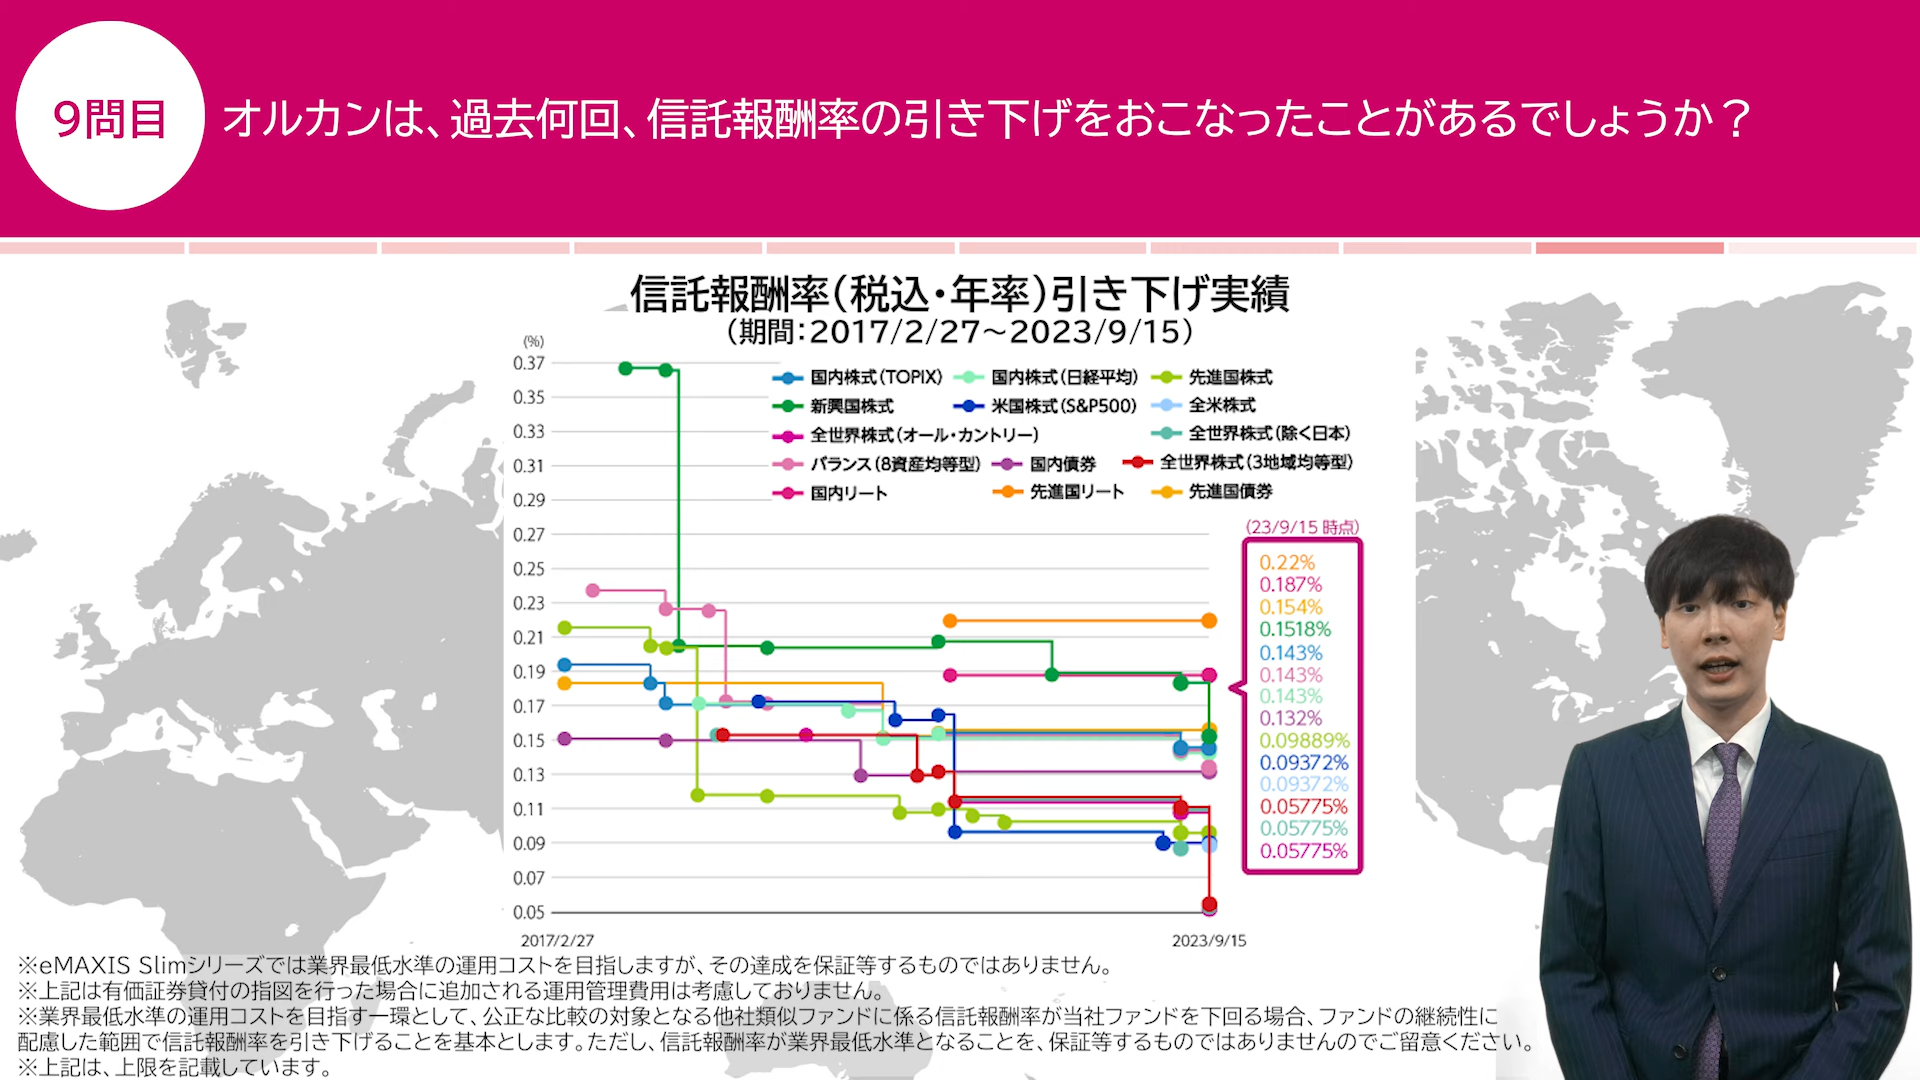 9問目
オルカンは、過去何回、信託報酬率の引き下げをおこなったことがあるでしょうか？
信託報酬率（税込・年率）引き下げ実績
（期間：2017/2/27～2023/9/15）
(%)
0.37
0.35
0.33
0.31
0.29
0.27
0.25
0.23
0.21
0.19
0.17
0.15
0.13
0.11
0.09
0.07
0.05
2017/2/27
2023/9/15
国内株式（TOPIX） 国内株式（日経平均） 先進国株式
新興国株式 米国株式（S&P500） 全米株式
全世界株式（オール・カントリー） 全世界株式（除く日本）
バランス（8資産均等型） 国内債券 全世界株式（3地域均等型）
国内リート 先進国リート 先進国債券
（23/9/15 時点）
0.22%
0.187%
0.154%
0.1518%
0.143%
0.143%
0.143%
0.132%
0.09889%
0.09372%
0.09372%
0.05775%
0.05775%
0.05775%
※eMAXIS Slimシリーズでは業界最低水準の運用コストを目指しますが、その達成を保証等するものではありません。
※上記は有価証券貸付の指図を行った場合に追加される運用管理費用は考慮しておりません。
※業界最低水準の運用コストを目指す一環として、公正な比較の対象となる他社類似ファンドに係る信託報酬率が当社ファンドを下回る場合、ファンドの継続性に
配慮した範囲で信託報酬率を引き下げることを基本とします。ただし、信託報酬率が業界最低水準となることを、保証等するものではありませんのでご留意ください。
※上記は、上限を記載しています。